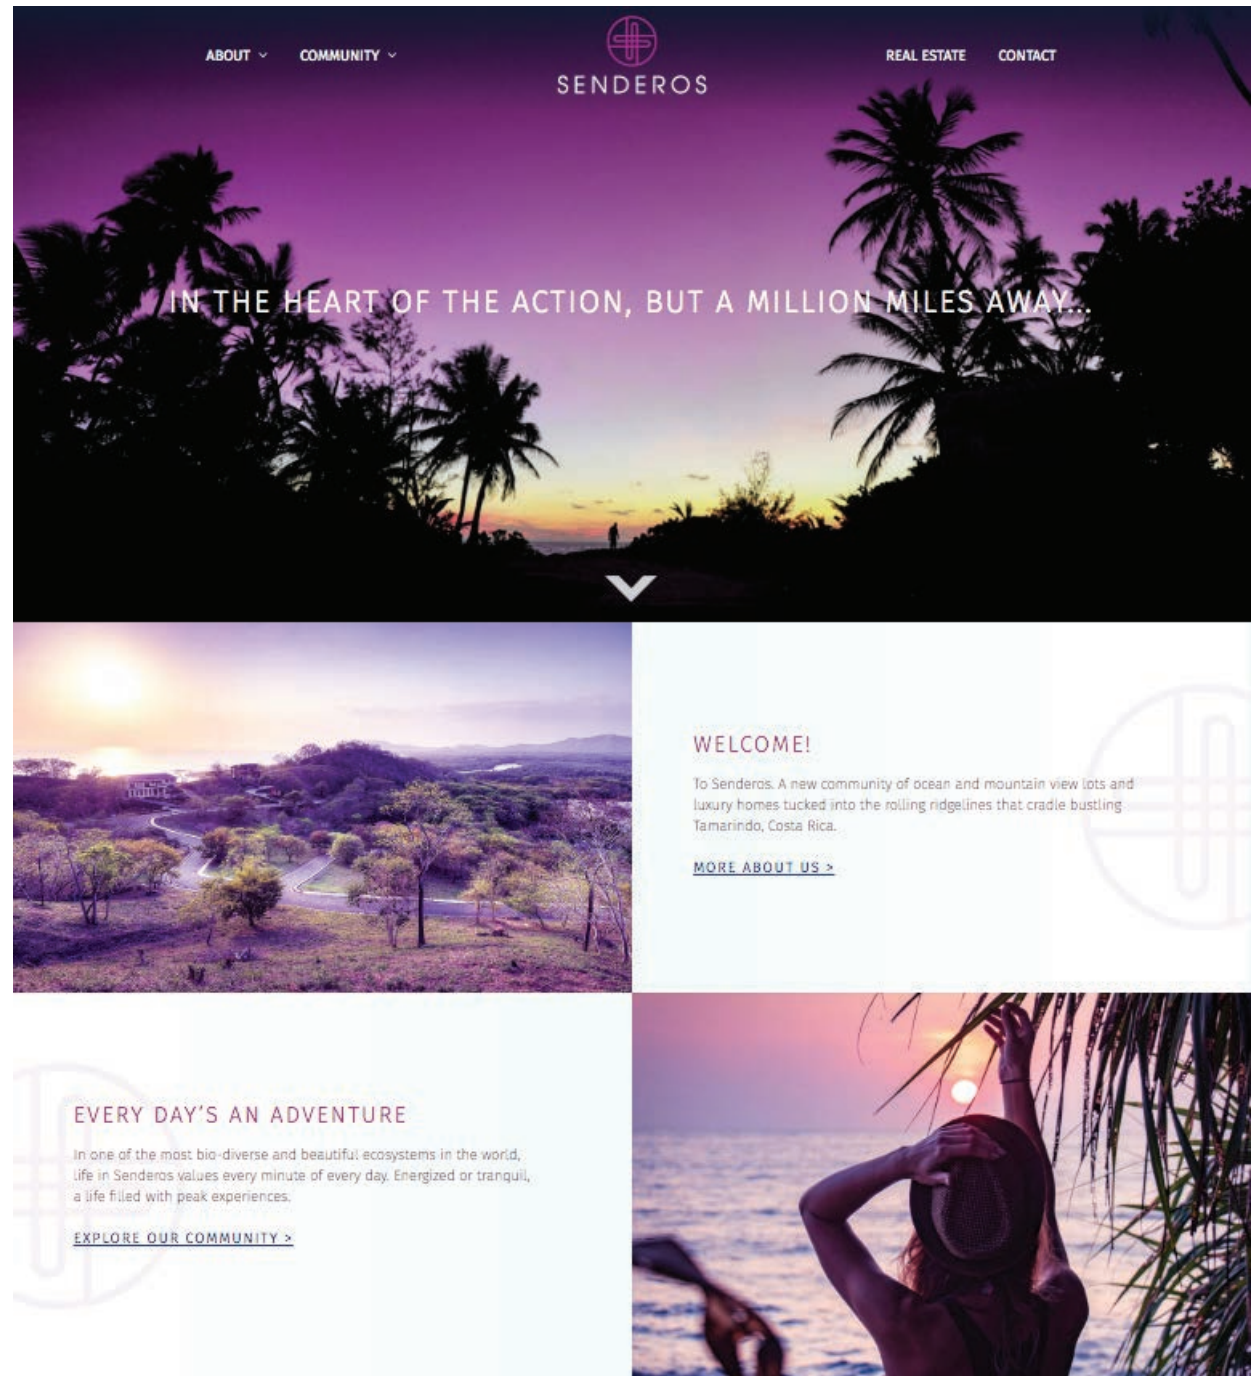 ABOUT COMMUNITY SENDEROS REAL ESTATE CONTACT
IN THE HEART OF THE ACTION, BUT A MILLION MILES AWAY...
WELCOME!
To Senderos. A new community of ocean and mountain view lots and
luxury homes tucked into the rolling ridgelines that cradle bustling
Tamarindo, Costa Rica.
MORE ABOUT US >
EVERY DAY'S AN ADVENTURE
In one of the most bio-diverse and beautiful ecosystems in the world,
life in Senderos values every minute of every day. Energized or tranquil,
a life filled with peak experiences.
EXPLORE OUR COMMUNITY >